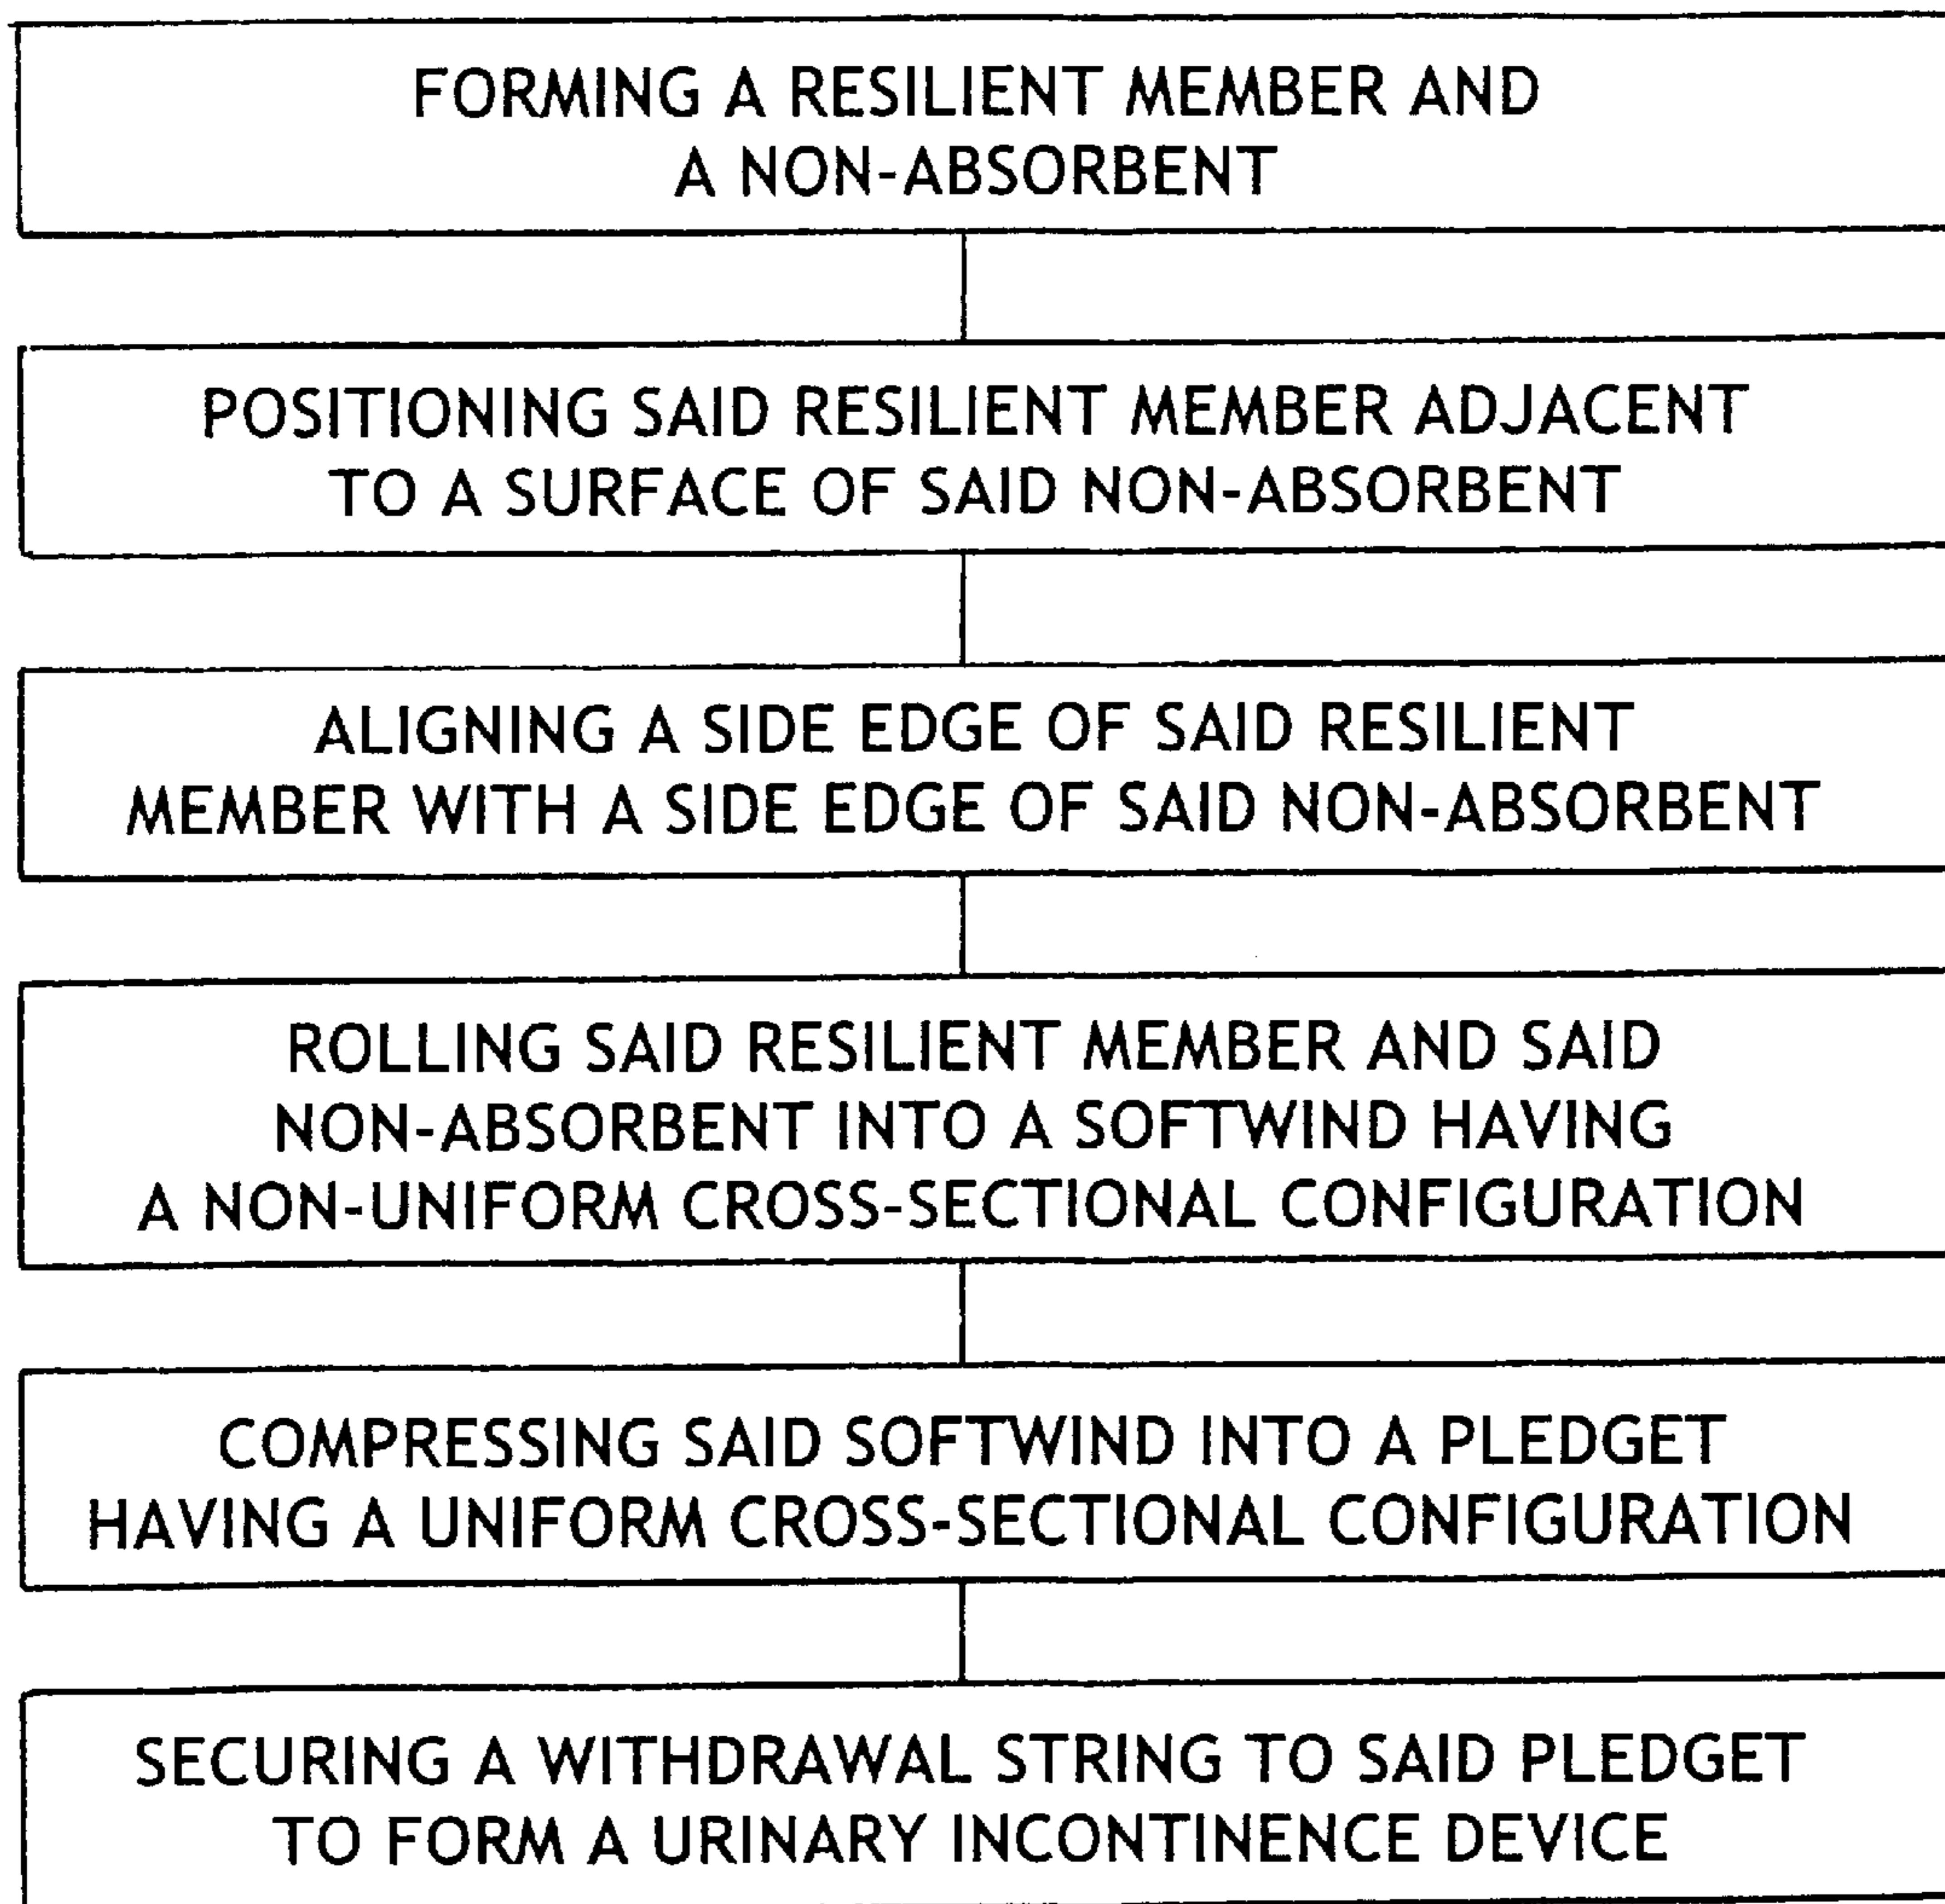 FORMING A RESILIENT MEMBER AND
A NON-ABSORBENT
POSITIONING SAID RESILIENT MEMBER ADJACENT
TO A SURFACE OF SAID NON-ABSORBENT
ALIGNING A SIDE EDGE OF SAID RESILIENT
MEMBER WITH A SIDE EDGE OF SAID NON-ABSORBENT
ROLLING SAID RESILIENT MEMBER AND SAID
NON-ABSORBENT INTO A SOFTWIND HAVING
A NON-UNIFORM CROSS-SECTIONAL CONFIGURATION
COMPRESSING SAID SOFTWIND INTO A PLEDGET
HAVING A UNIFORM CROSS-SECTIONAL CONFIGURATION
SECURING A WITHDRAWAL STRING TO SAID PLEDGET
TO FORM A URINARY INCONTINENCE DEVICE